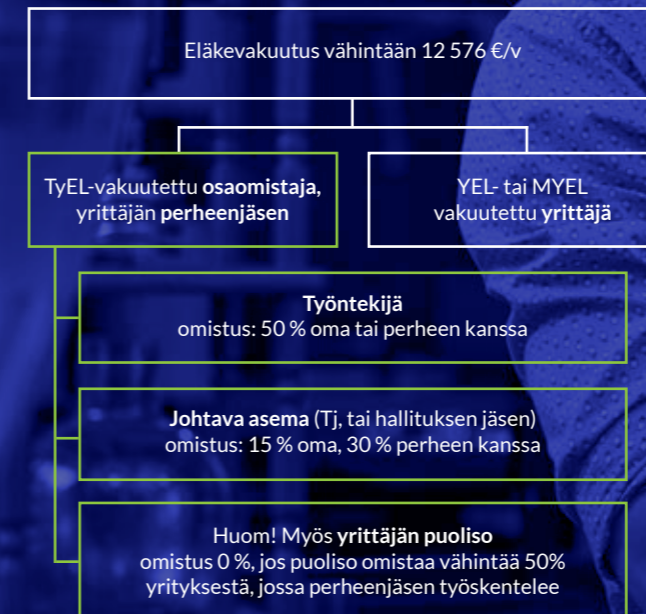 Eläkevakuutus vähintään 12 576 €/v
TyEL-vakuutettu osaomistaja,
yrittäjän perheenjäsen
YEL- tai MYEL
vakuutettu yrittäjä
Työntekijä
omistus: 50 % oma tai perheen kanssa
Johtava asema (Tj, tai hallituksen jäsen)
omistus: 15 % oma, 30 % perheen kanssa
Huom! Myös yrittäjän puoliso
omistus 0 %, jos puoliso omistaa vähintää 50%
yrityksestä, jossa perheenjäsen työskentelee